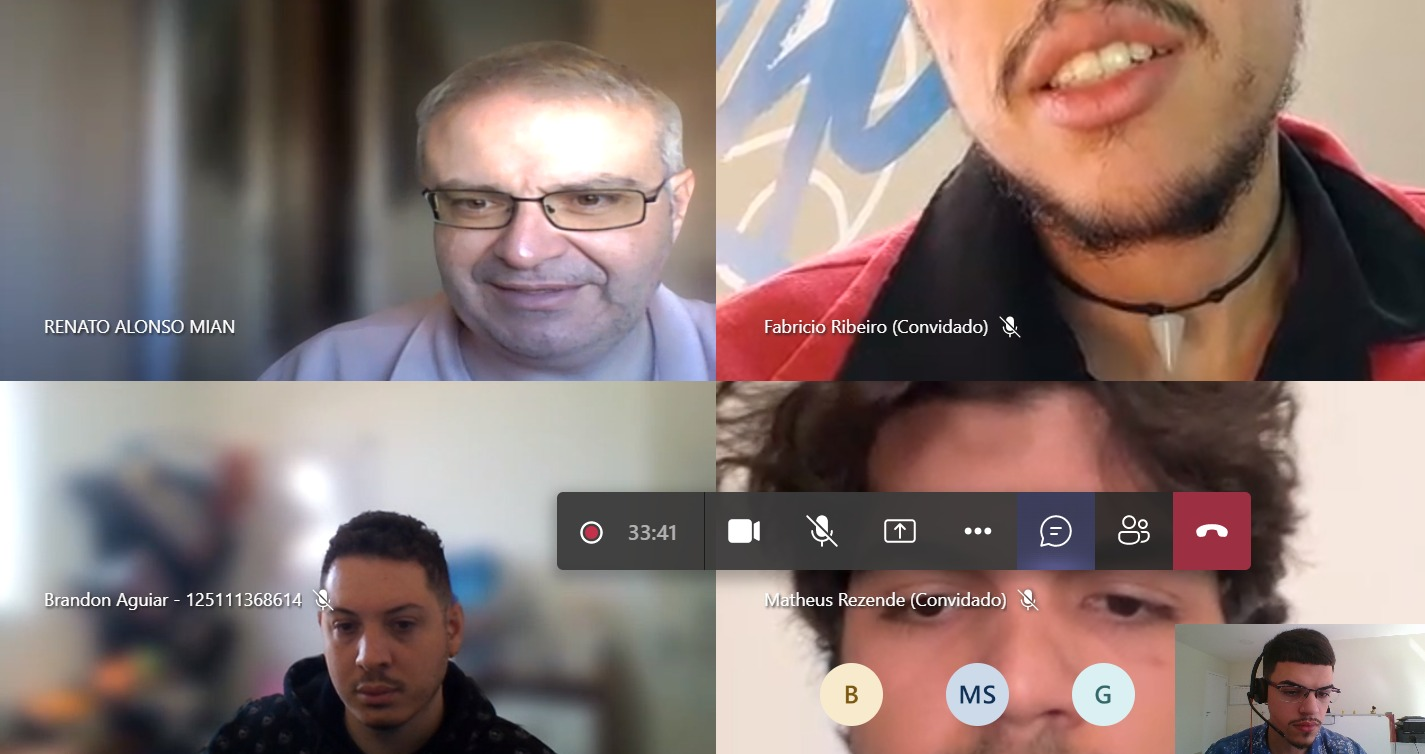 RENATO ALONSO MIAN
Fabricio Ribeiro (Convidado)
33:41
Brandon Aguiar - 125111368614
Matheus Rezende (Convidado)
B
MS
G